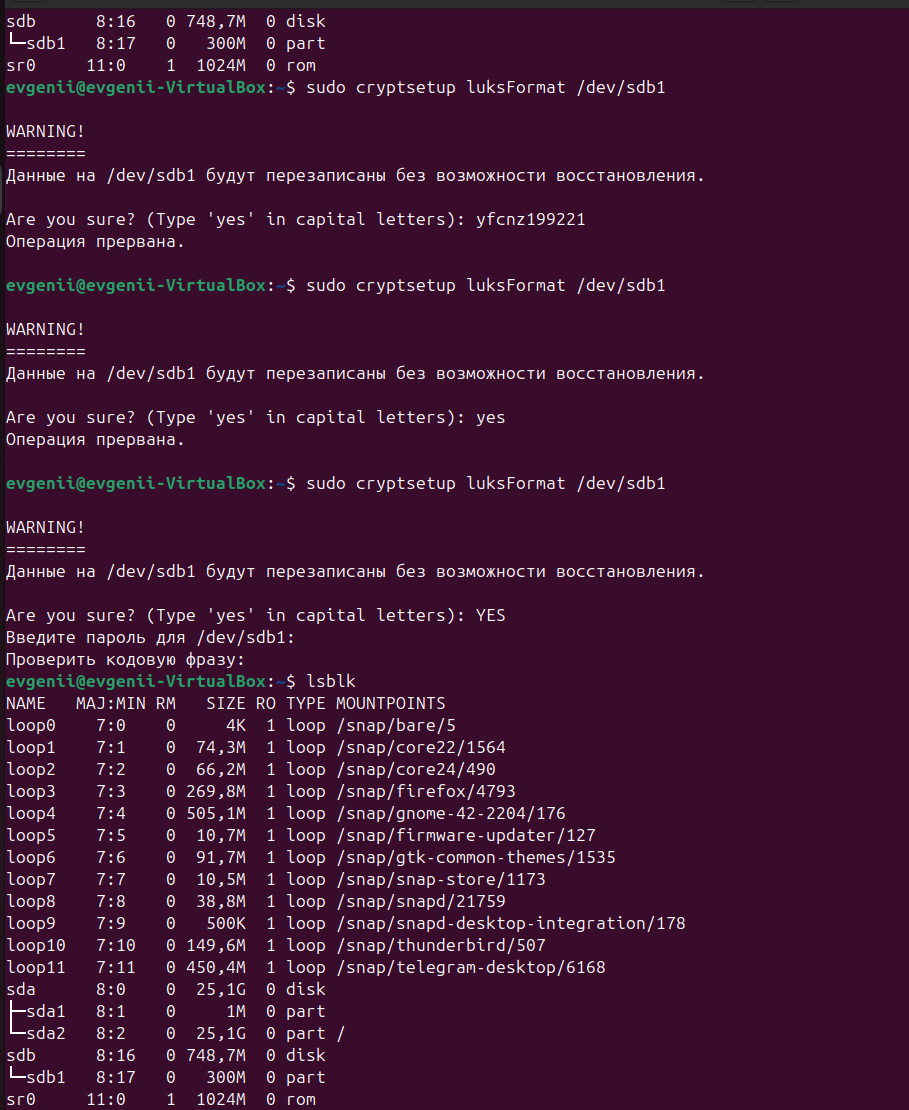 sdb 8:16 0 748,7M 0 disk
└─sdb1 8:17 0 300M 0 part
sr0 11:0 1 1024M 0 rom
evgenii@evgenii-VirtualBox:~$ sudo cryptsetup luksFormat /dev/sdb1
WARNING!
========
Данные на /dev/sdb1 будут перезаписаны без возможности восстановления.
Are you sure? (Type 'yes' in capital letters): yfcnz199221
Операция прервана.
evgenii@evgenii-VirtualBox:~$ sudo cryptsetup luksFormat /dev/sdb1
WARNING!
========
Данные на /dev/sdb1 будут перезаписаны без возможности восстановления.
Are you sure? (Type 'yes' in capital letters): yes
Операция прервана.
evgenii@evgenii-VirtualBox:~$ sudo cryptsetup luksFormat /dev/sdb1
WARNING!
========
Данные на /dev/sdb1 будут перезаписаны без возможности восстановления.
Are you sure? (Type 'yes' in capital letters): YES
Введите пароль для /dev/sdb1:
Проверить кодовую фразу:
evgenii@evgenii-VirtualBox:~$ lsblk
NAME MAJ:MIN RM SIZE RO TYPE MOUNTPOINTS
loop0 7:0 0 4K 1 loop /snap/bare/5
loop1 7:1 0 74,3M 1 loop /snap/core22/1564
loop2 7:2 0 66,2M 1 loop /snap/core24/490
loop3 7:3 0 269,8M 1 loop /snap/firefox/4793
loop4 7:4 0 505,1M 1 loop /snap/gnome-42-2204/176
loop5 7:5 0 10,7M 1 loop /snap/firmware-updater/127
loop6 7:6 0 91,7M 1 loop /snap/gtk-common-themes/1535
loop7 7:7 0 10,5M 1 loop /snap/snap-store/1173
loop8 7:8 0 38,8M 1 loop /snap/snapd/21759
loop9 7:9 0 500K 1 loop /snap/snapd-desktop-integration/178
loop10 7:10 0 149,6M 1 loop /snap/thunderbird/507
loop11 7:11 0 450,4M 1 loop /snap/telegram-desktop/6168
sda 8:0 0 25,1G 0 disk
├─sda1 8:1 0 1M 0 part
└─sda2 8:2 0 25,1G 0 part /
sdb 8:16 0 748,7M 0 disk
└─sdb1 8:17 0 300M 0 part
sr0 11:0 1 1024M 0 rom